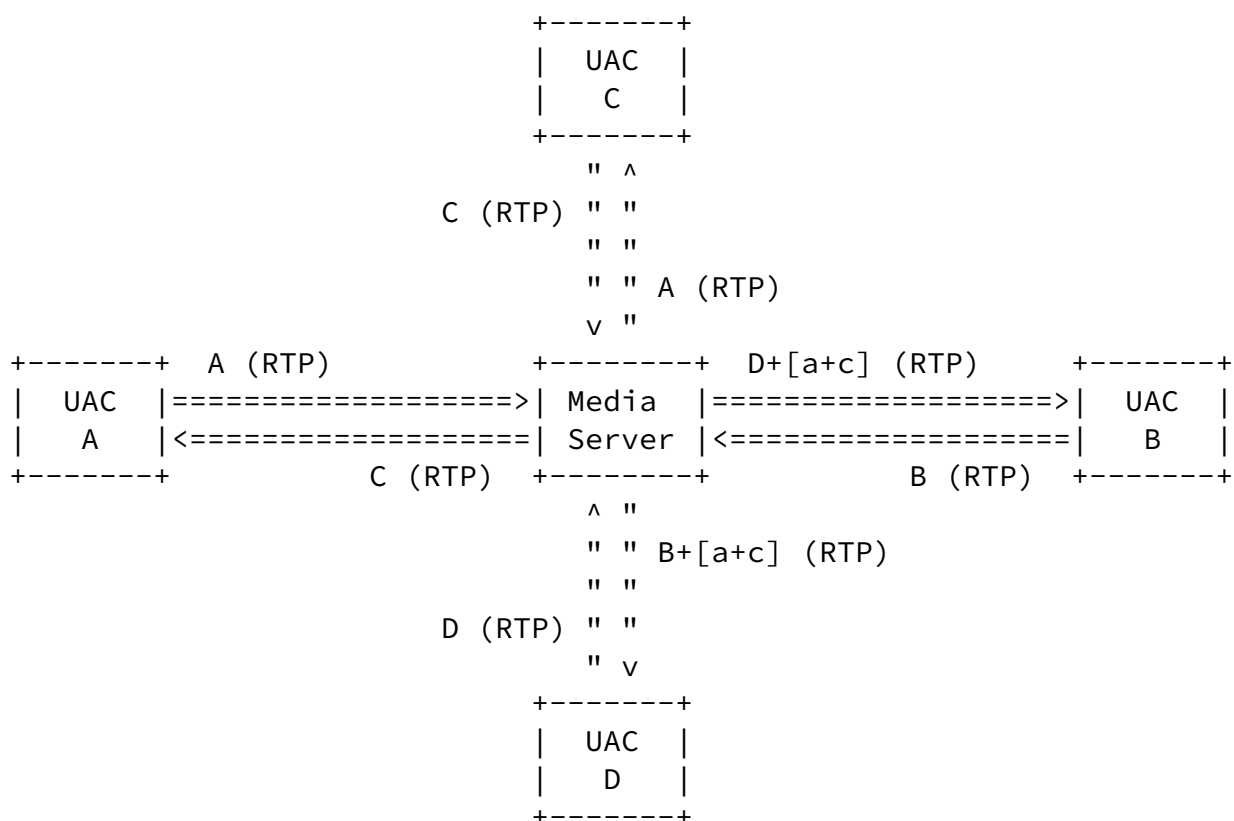 +-------+
|  UAC  |
|   C   |
+-------+
" ^
C (RTP) " "
" "
" " A (RTP)
v "
+-------+  A (RTP)           +--------+  D+[a+c] (RTP)     +-------+
|  UAC  |===================>| Media  |===================>|  UAC  |
|   A   |<===================| Server |<===================|   B   |
+-------+          C (RTP)  +--------+          B (RTP)  +-------+
^ "
" " B+[a+c] (RTP)
" "
D (RTP) " "
" v
+-------+
|  UAC  |
|   D   |
+-------+